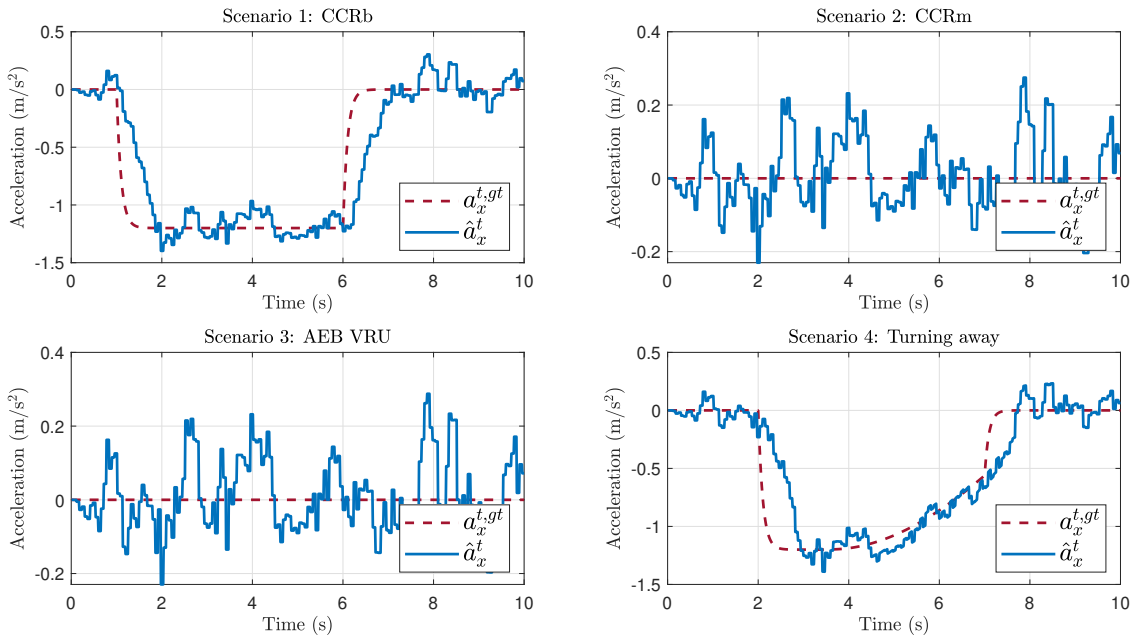 Scenario 1: CCRb
0.5
0
-0.5
-1
-1.5
Acceleration (m/s²)
0 2 4 6 8 10
Time (s)
a_x^{t,gt}
â_x^t
Scenario 2: CCRm
0.4
0.2
0
-0.2
Acceleration (m/s²)
0 2 4 6 8 10
Time (s)
a_x^{t,gt}
â_x^t
Scenario 3: AEB VRU
0.4
0.2
0
-0.2
Acceleration (m/s²)
0 2 4 6 8 10
Time (s)
a_x^{t,gt}
â_x^t
Scenario 4: Turning away
0.5
0
-0.5
-1
-1.5
Acceleration (m/s²)
0 2 4 6 8 10
Time (s)
a_x^{t,gt}
â_x^t